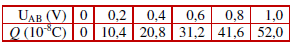 U_AB (V) 0 0,2 0,4 0,6 0,8 1,0
Q (10⁻⁸C) 0 10,4 20,8 31,2 41,6 52,0